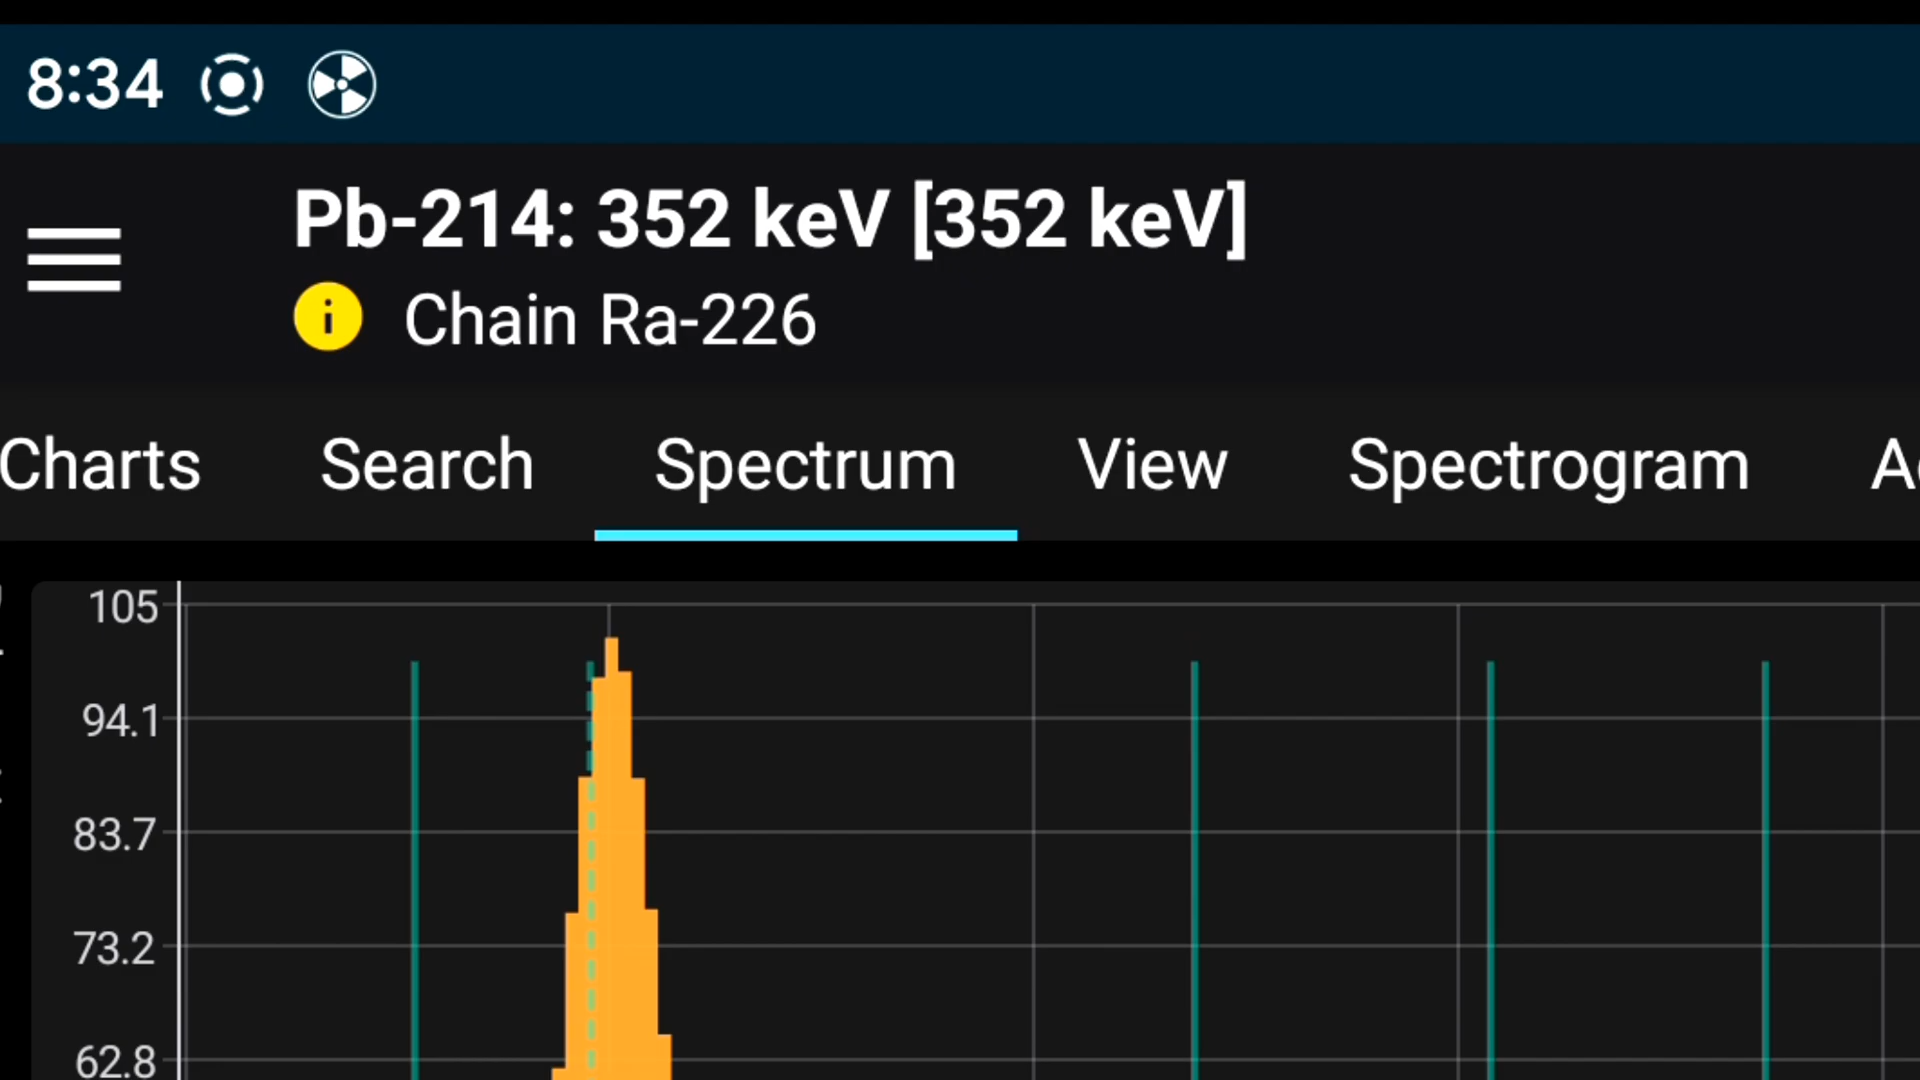 8:34
Pb-214: 352 keV [352 keV]
i Chain Ra-226
Charts Search Spectrum View Spectrogram
105
94.1
83.7
73.2
62.8